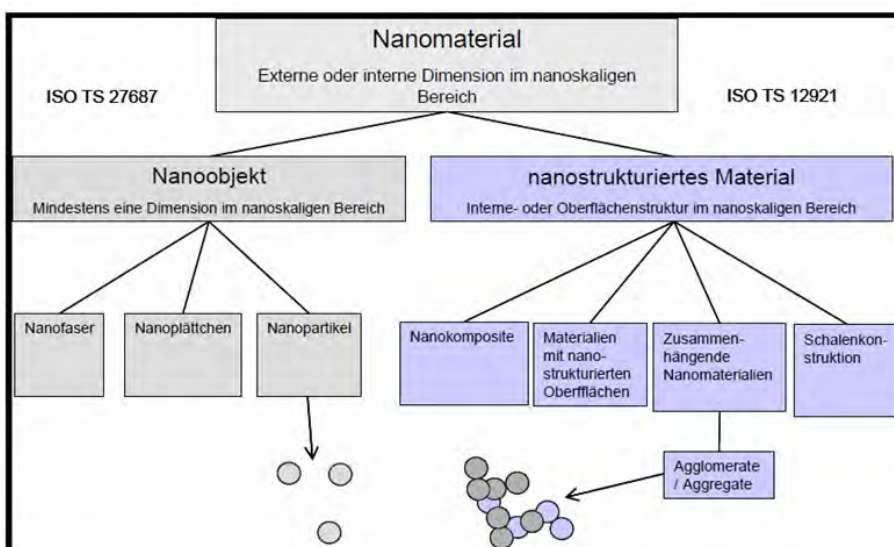 Nanomaterial
Externe oder interne Dimension im nanoskaligen
Bereich
ISO TS 27687
ISO TS 12921
Nanoobjekt
Mindestens eine Dimension im nanoskaligen Bereich
nanostrukturiertes Material
Interne- oder Oberflächenstruktur im nanoskaligen Bereich
Nanofaser
Nanoplättchen
Nanopartikel
Nanokomposite
Materialien
mit nano-
strukturierten
Oberfflächen
Zusammen-
hängende
Nanomaterialien
Schalenkon-
struktion
Agglomerate
/ Aggregate